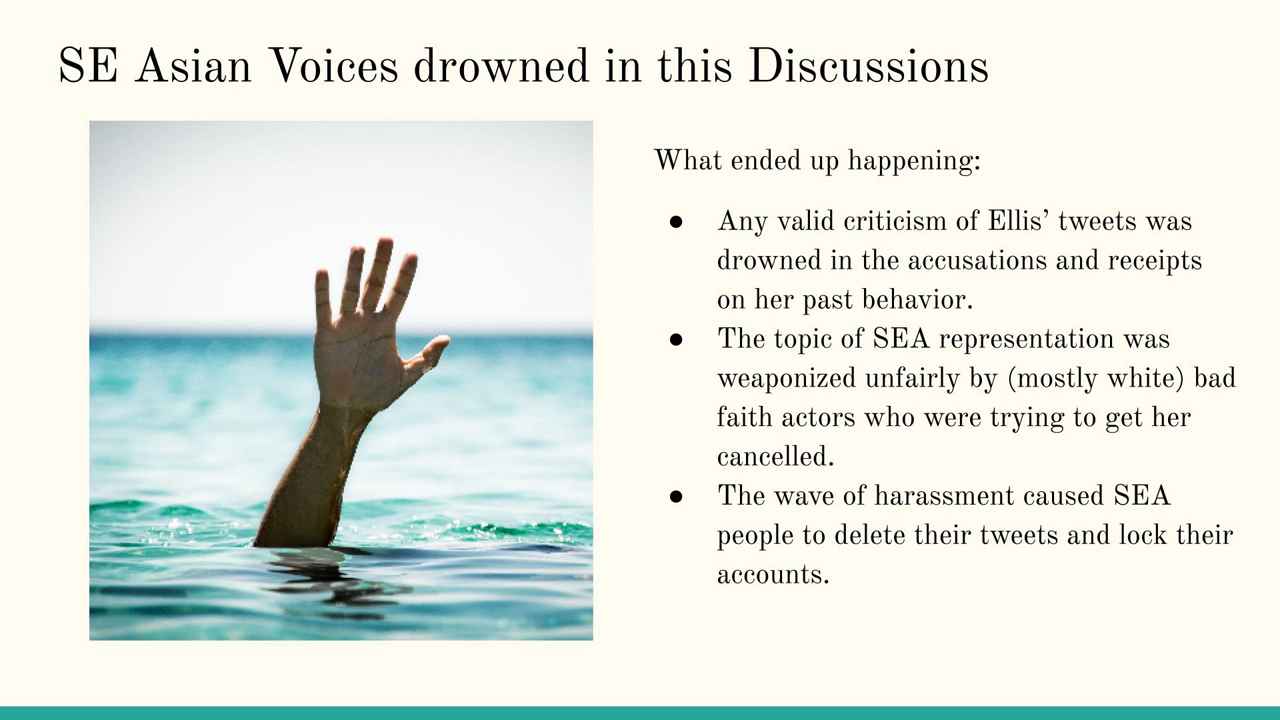 SE Asian Voices drowned in this Discussions
What ended up happening:
● Any valid criticism of Ellis’ tweets was
drowned in the accusations and receipts
on her past behavior.
● The topic of SEA representation was
weaponized unfairly by (mostly white) bad
faith actors who were trying to get her
cancelled.
● The wave of harassment caused SEA
people to delete their tweets and lock their
accounts.